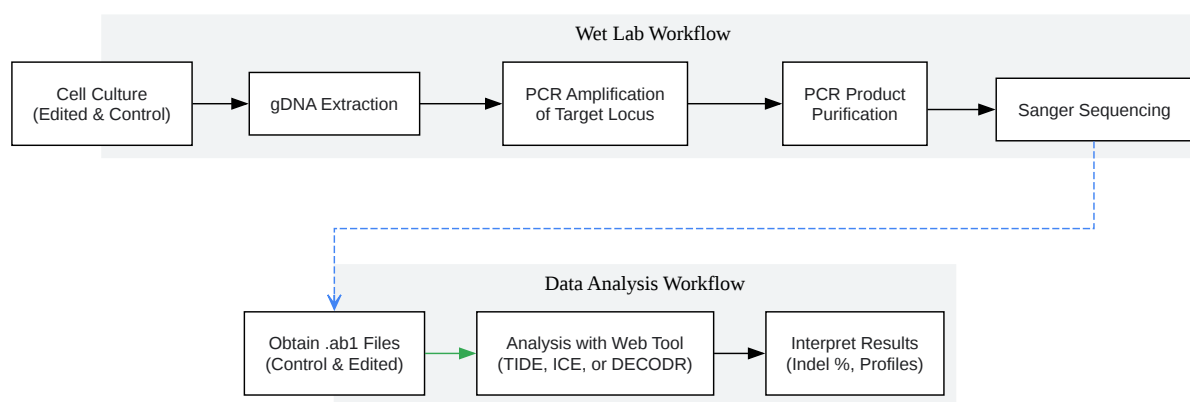 Wet Lab Workflow
Cell Culture
(Edited & Control)
gDNA Extraction
PCR Amplification
of Target Locus
PCR Product
Purification
Sanger Sequencing
Data Analysis Workflow
Obtain .ab1 Files
(Control & Edited)
Analysis with Web Tool
(TIDE, ICE, or DECODR)
Interpret Results
(Indel %, Profiles)